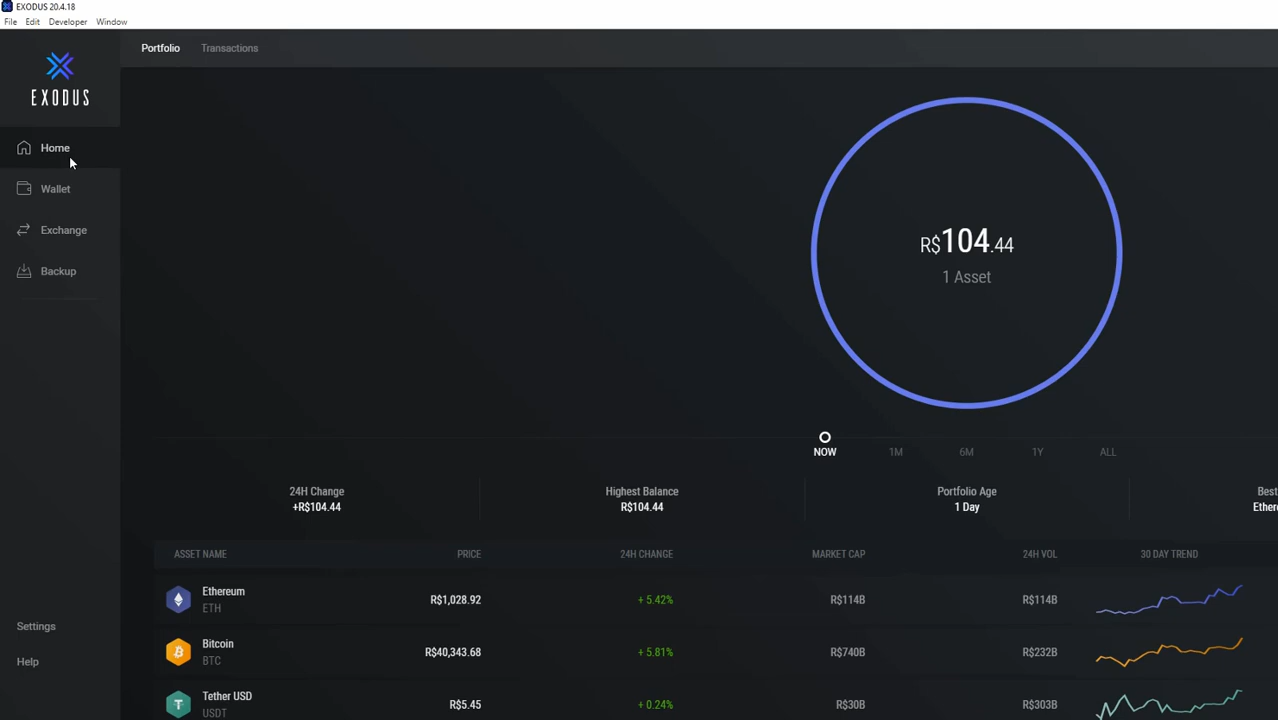 EXODUS 20.4.18
File Edit Developer Window
EXODUS
Portfolio Transactions
Home
Wallet
Exchange
Backup
Settings
Help
R$104.44
1 Asset
NOW 1M 6M 1Y ALL
24H Change Highest Balance Portfolio Age Best
+R$104.44 R$104.44 1 Day Ether
ASSET NAME PRICE 24H CHANGE MARKET CAP 24H VOL 30 DAY TREND
Ethereum
ETH
R$1,028.92 + 5.42% R$114B R$114B
Bitcoin
BTC
R$40,343.68 + 5.81% R$740B R$232B
Tether USD
USDT
R$5.45 + 0.24% R$30B R$303B